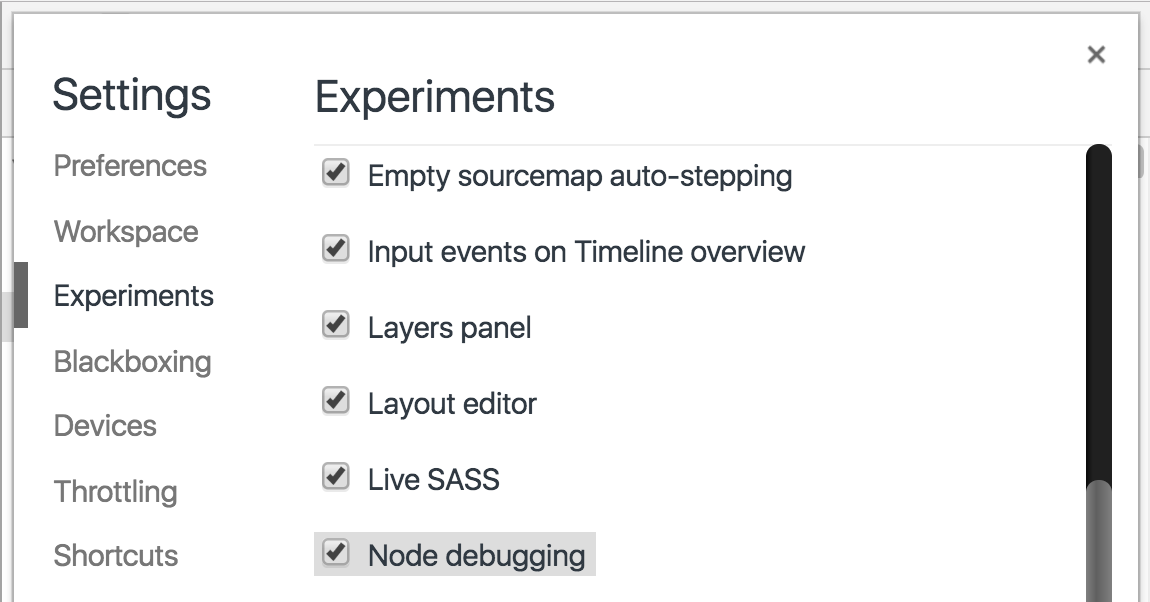 Settings
Preferences
Workspace
Experiments
Blackboxing
Devices
Throttling
Shortcuts
Experiments
Empty sourcemap auto-stepping
Input events on Timeline overview
Layers panel
Layout editor
Live SASS
Node debugging